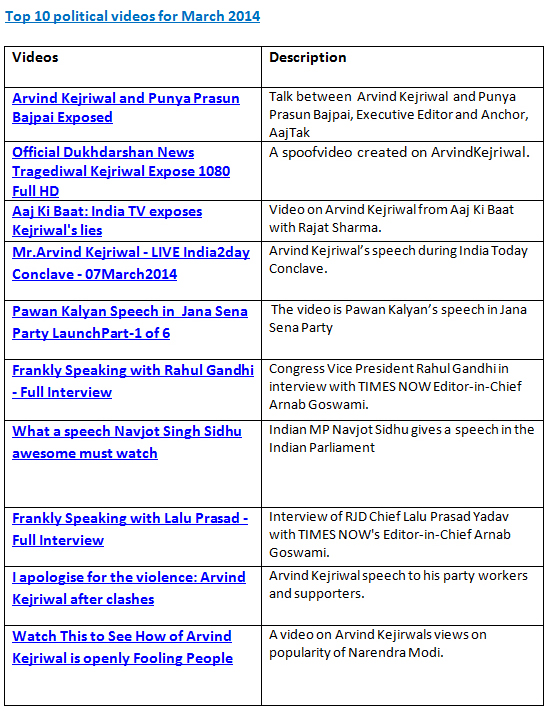 Top 10 political videos for March 2014
Videos
Description
Arvind Kejriwal and Punya Prasun
Bajpai Exposed
Talk between Arvind Kejriwal and Punya
Prasun Bajpai, Executive Editor and Anchor,
AajTak
Official Dukhdarshan News
Tragediwal Kejriwal Expose 1080
Full HD
A spoofvideo created on ArvindKejriwal.
Aaj Ki Baat: India TV exposes
Kejriwal's lies
Video on Arvind Kejriwal from Aaj Ki Baat
with Rajat Sharma.
Mr.Arvind Kejriwal - LIVE India2day
Conclave - 07March2014
Arvind Kejriwal's speech during India Today
Conclave.
Pawan Kalyan Speech in Jana Sena
Party LaunchPart-1 of 6
The video is Pawan Kalyan's speech in Jana
Sena Party
Frankly Speaking with Rahul Gandhi
- Full Interview
Congress Vice President Rahul Gandhi in
interview with TIMES NOW Editor-in-Chief
Arnab Goswami.
What a speech Navjot Singh Sidhu
awesome must watch
Indian MP Navjot Sidhu gives a speech in the
Indian Parliament
Frankly Speaking with Lalu Prasad -
Full Interview
Interview of RJD Chief Lalu Prasad Yadav
with TIMES NOW's Editor-in-Chief Arnab
Goswami.
I apologise for the violence: Arvind
Kejriwal after clashes
Arvind Kejriwal speech to his party workers
and supporters.
Watch This to See How of Arvind
Kejriwal is openly Fooling People
A video on Arvind Kejirwals views on
popularity of Narendra Modi.